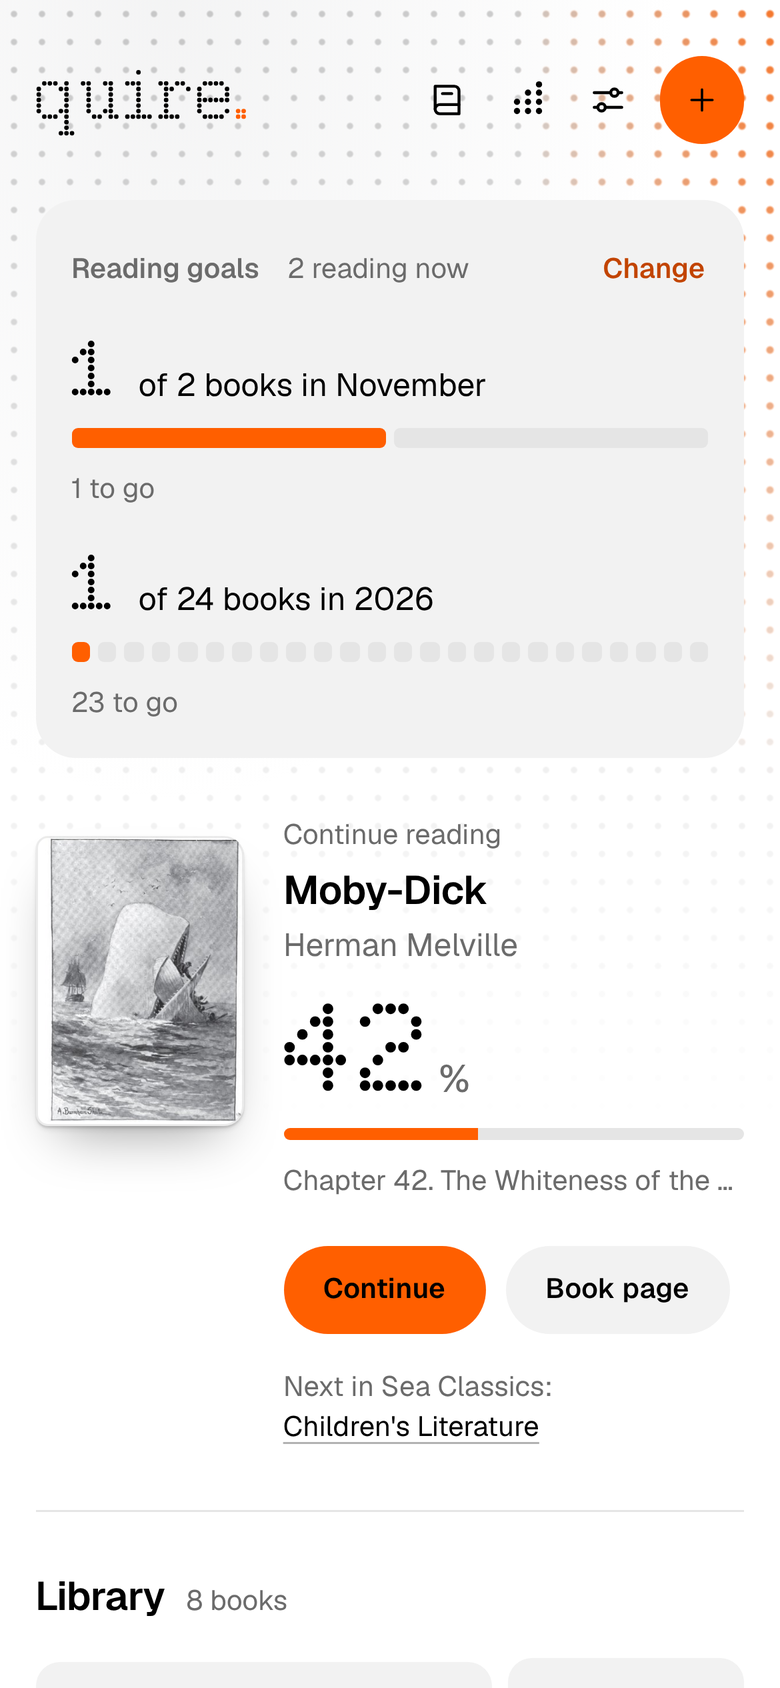 quire.
Reading goals 2 reading now Change
1 of 2 books in November
1 to go
1 of 24 books in 2026
23 to go
Continue reading
Moby-Dick
Herman Melville
42 %
Chapter 42. The Whiteness of the ...
Continue Book page
Next in Sea Classics:
Children's Literature
Library 8 books